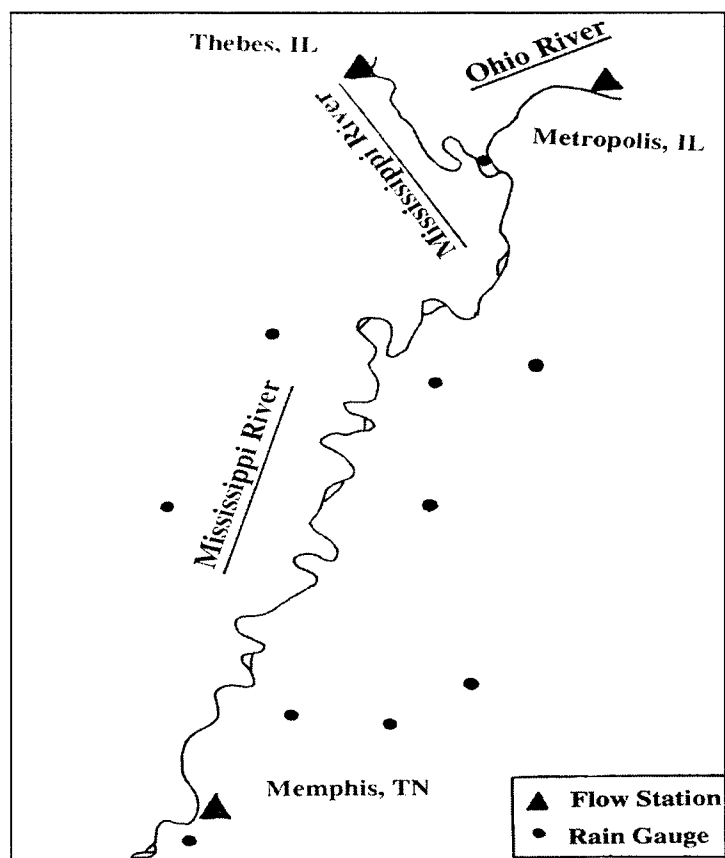 Thebes, IL
Ohio River
Metropolis, IL
Mississippi River
Mississippi River
Memphis, TN
Flow Station
Rain Gauge